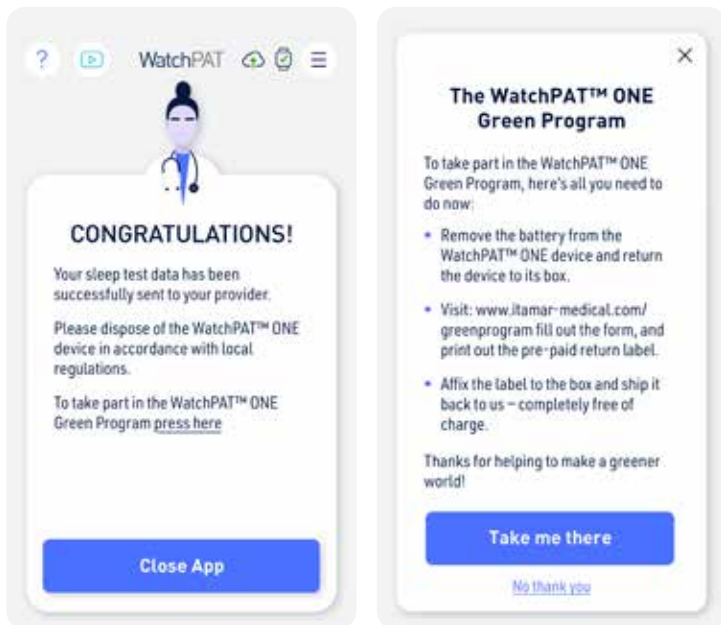 ?
WatchPAT
CONGRATULATIONS!
Your sleep test data has been
successfully sent to your provider.
Please dispose of the WatchPAT™ ONE
device in accordance with local
regulations.
To take part in the WatchPAT™ ONE
Green Program press here
Close App
The WatchPAT™ ONE
Green Program
To take part in the WatchPAT™ ONE
Green Program, here's all you need to
do now:
• Remove the battery from the
WatchPAT™ ONE device and return
the device to its box.
• Visit: www.itamar-medical.com/
greenprogram fill out the form, and
print out the pre-paid return label.
• Affix the label to the box and ship it
back to us – completely free of
charge.
Thanks for helping to make a greener
world!
Take me there
No thank you